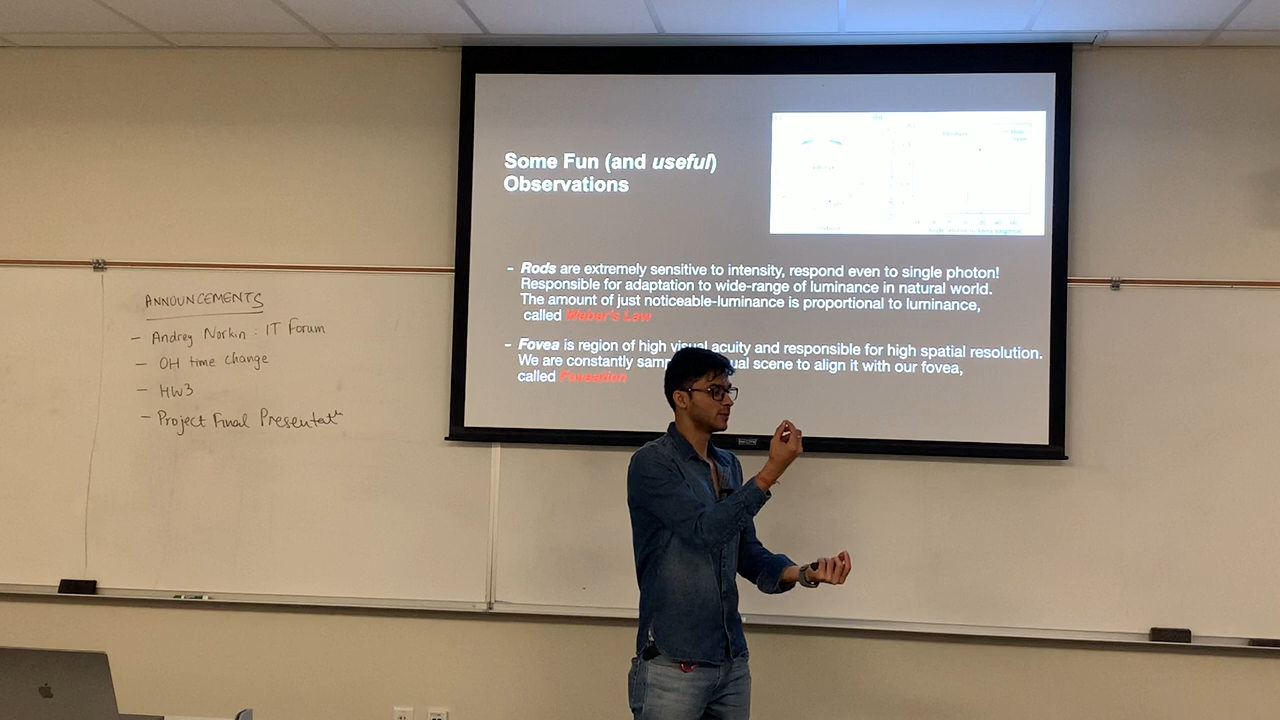 ANNOUNCEMENTS
- Andrey Norkin : IT Forum
- OH time change
- HW3
- Project Final Presentatn
Some Fun (and useful)
Observations
- Rods are extremely sensitive to intensity, respond even to single photon!
Responsible for adaptation to wide-range of luminance in natural world.
The amount of just noticeable-luminance is proportional to luminance,
called Weber's Law
- Fovea is region of high visual acuity and responsible for high spatial resolution.
We are constantly scene to align it with our fovea,
called Foveation